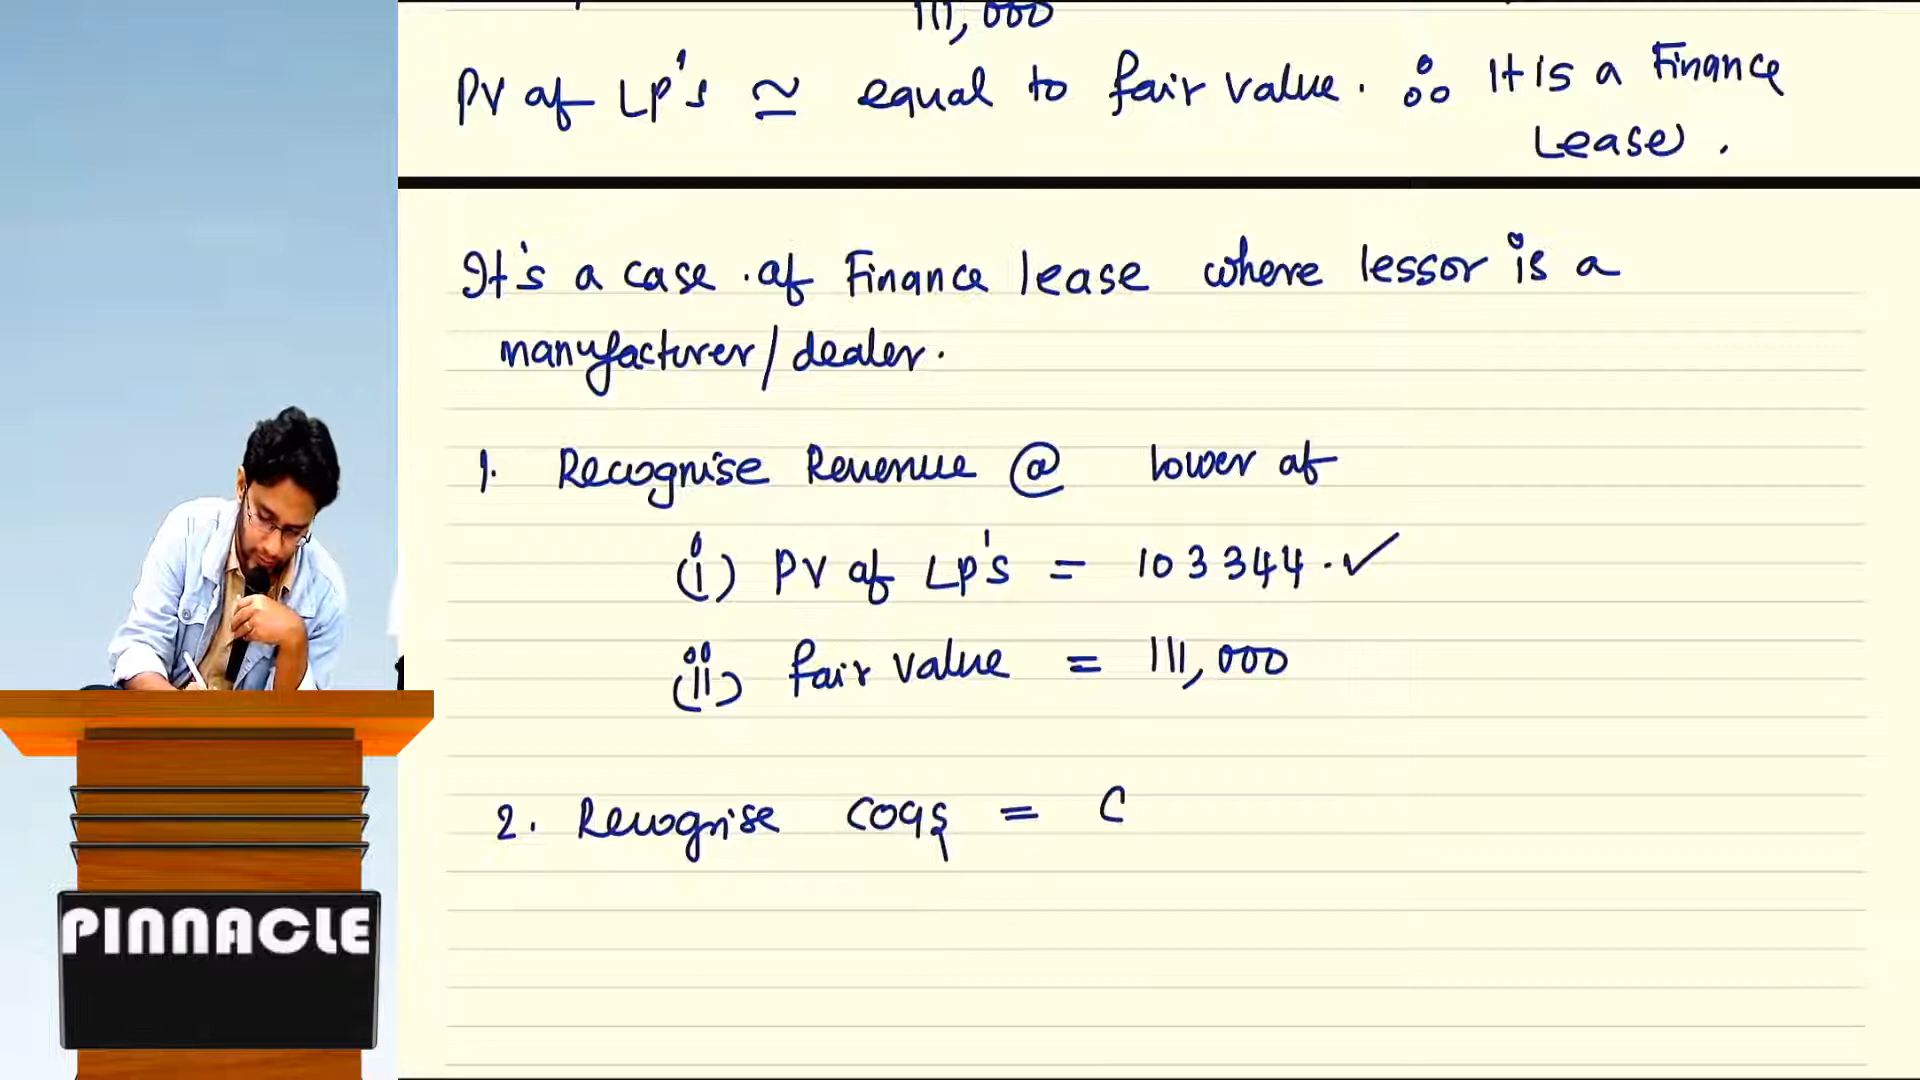 111,000
PV of LP's ≅ equal to fair value. ∴ It is a Finance
Lease.
It's a case of Finance lease where lessor is a
manufacturer/dealer.
1. Recognise Revenue @ lower of
(i) PV of LP's = 103344. ✓
(ii) fair value = 111,000
2. Recognise COGS = C
PINNACLE